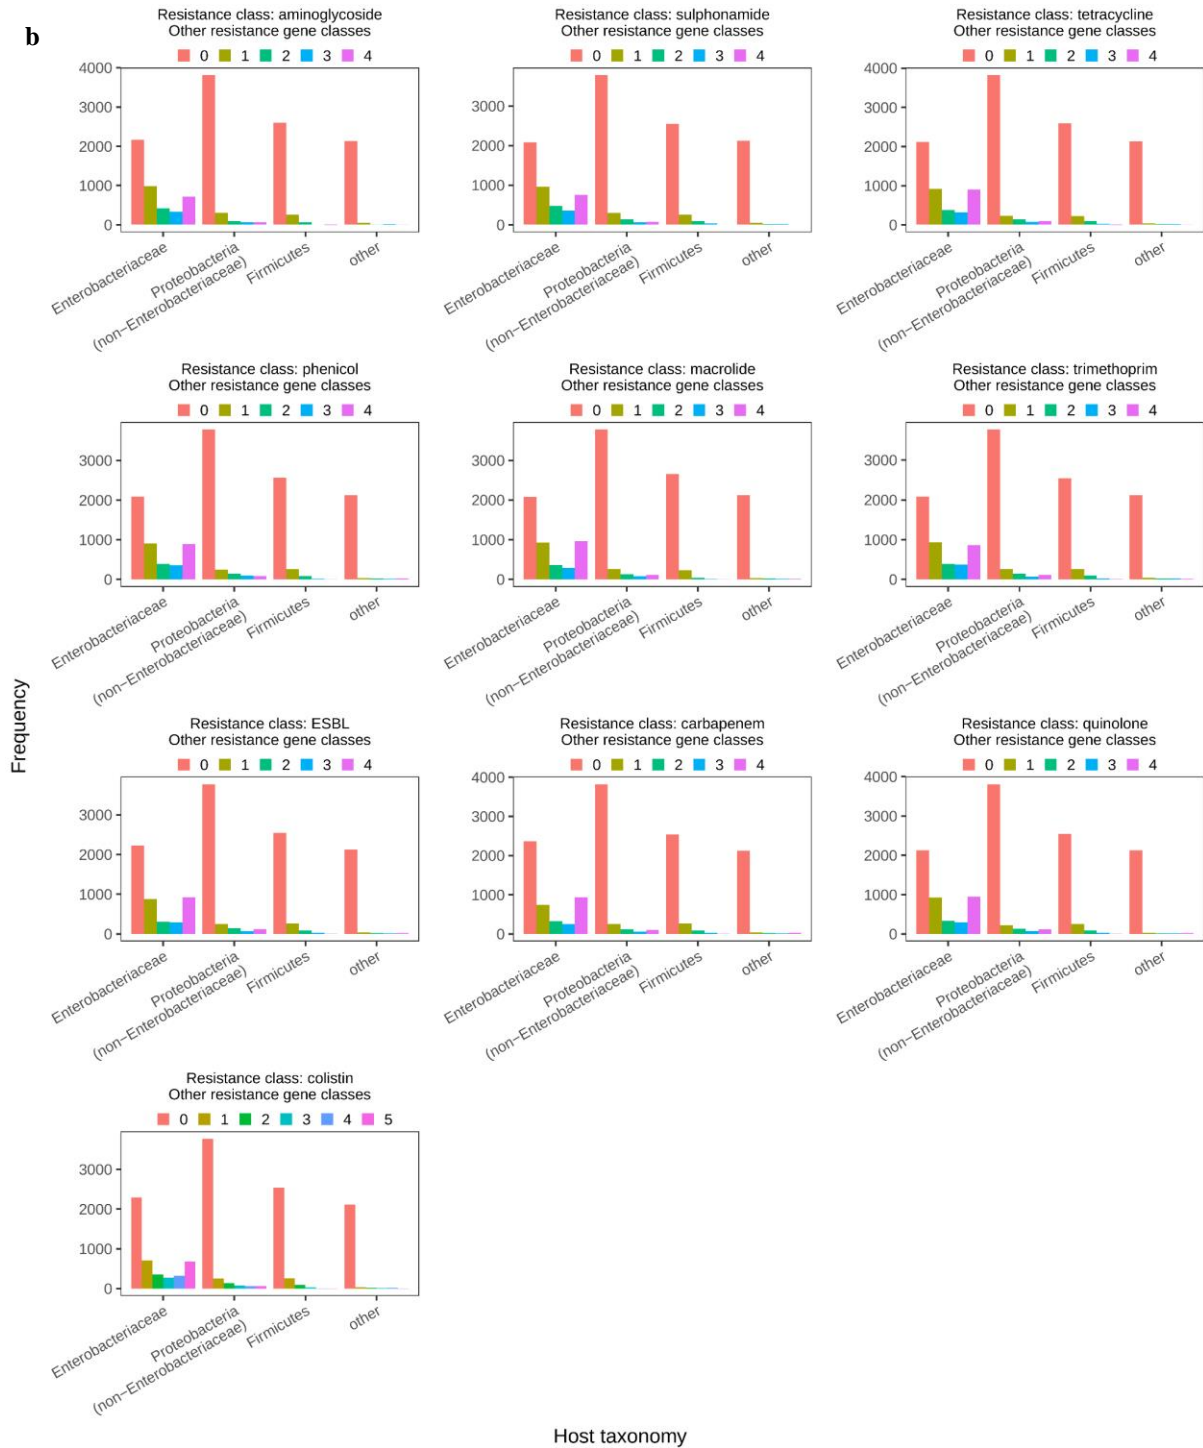 b
Resistance class: aminoglycoside
Other resistance gene classes
0 1 2 3 4
4000
3000
2000
1000
0
Enterobacteriaceae
Proteobacteria
(non−Enterobacteriaceae)
Firmicutes
other
Resistance class: sulphonamide
Other resistance gene classes
0 1 2 3 4
3000
2000
1000
0
Enterobacteriaceae
Proteobacteria
(non−Enterobacteriaceae)
Firmicutes
other
Resistance class: tetracycline
Other resistance gene classes
0 1 2 3 4
4000
3000
2000
1000
0
Enterobacteriaceae
Proteobacteria
(non−Enterobacteriaceae)
Firmicutes
other
Resistance class: phenicol
Other resistance gene classes
0 1 2 3 4
3000
2000
1000
0
Enterobacteriaceae
Proteobacteria
(non−Enterobacteriaceae)
Firmicutes
other
Resistance class: macrolide
Other resistance gene classes
0 1 2 3 4
3000
2000
1000
0
Enterobacteriaceae
Proteobacteria
(non−Enterobacteriaceae)
Firmicutes
other
Resistance class: trimethoprim
Other resistance gene classes
0 1 2 3 4
3000
2000
1000
0
Enterobacteriaceae
Proteobacteria
(non−Enterobacteriaceae)
Firmicutes
other
Frequency
Resistance class: ESBL
Other resistance gene classes
0 1 2 3 4
3000
2000
1000
0
Enterobacteriaceae
Proteobacteria
(non−Enterobacteriaceae)
Firmicutes
other
Resistance class: carbapenem
Other resistance gene classes
0 1 2 3 4
4000
3000
2000
1000
0
Enterobacteriaceae
Proteobacteria
(non−Enterobacteriaceae)
Firmicutes
other
Resistance class: quinolone
Other resistance gene classes
0 1 2 3 4
4000
3000
2000
1000
0
Enterobacteriaceae
Proteobacteria
(non−Enterobacteriaceae)
Firmicutes
other
Resistance class: colistin
Other resistance gene classes
0 1 2 3 4 5
3000
2000
1000
0
Enterobacteriaceae
Proteobacteria
(non−Enterobacteriaceae)
Firmicutes
other
Host taxonomy